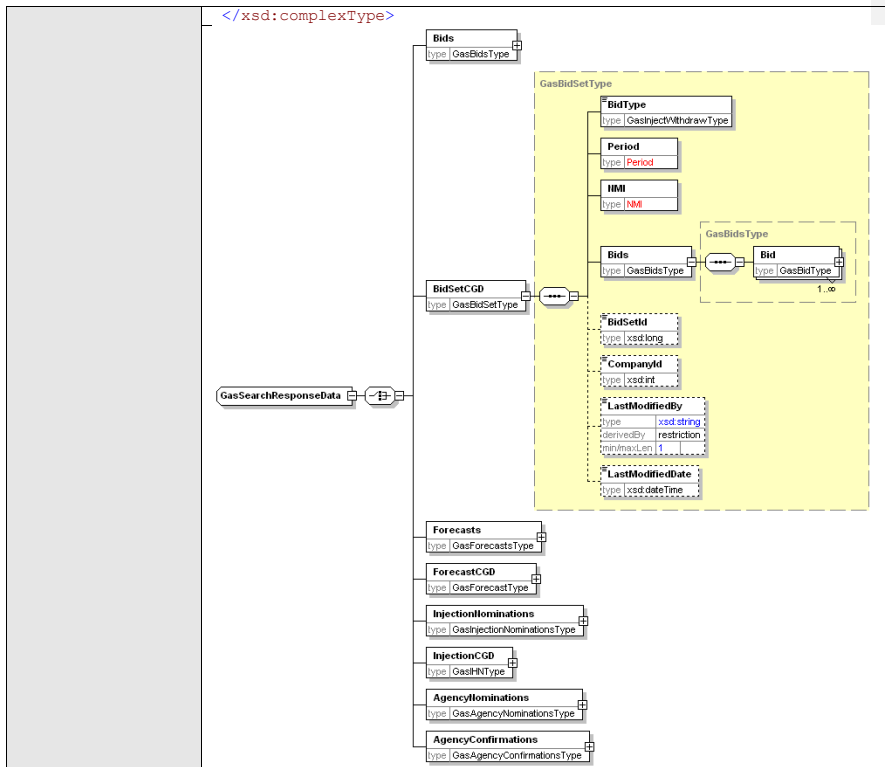 </xsd:complexType>
Bids
type GasBidsType
GasBidSetType
BidType
type GasInjectWithdrawType
Period
type Period
NMI
type NMI
GasBidsType
Bids
type GasBidsType
Bid
type GasBidType
1..∞
BidSetCGD
type GasBidSetType
BidSetId
type xsd:long
CompanyId
type xsd:int
GasSearchResponseData
LastModifiedBy
type xsd:string
derivedBy restriction
min/maxLen 1
LastModifiedDate
type xsd:dateTime
Forecasts
type GasForecastsType
ForecastCGD
type GasForecastType
InjectionNominations
type GasInjectionNominationsType
InjectionCGD
type GasIHNType
AgencyNominations
type GasAgencyNominationsType
AgencyConfirmations
type GasAgencyConfirmationsType